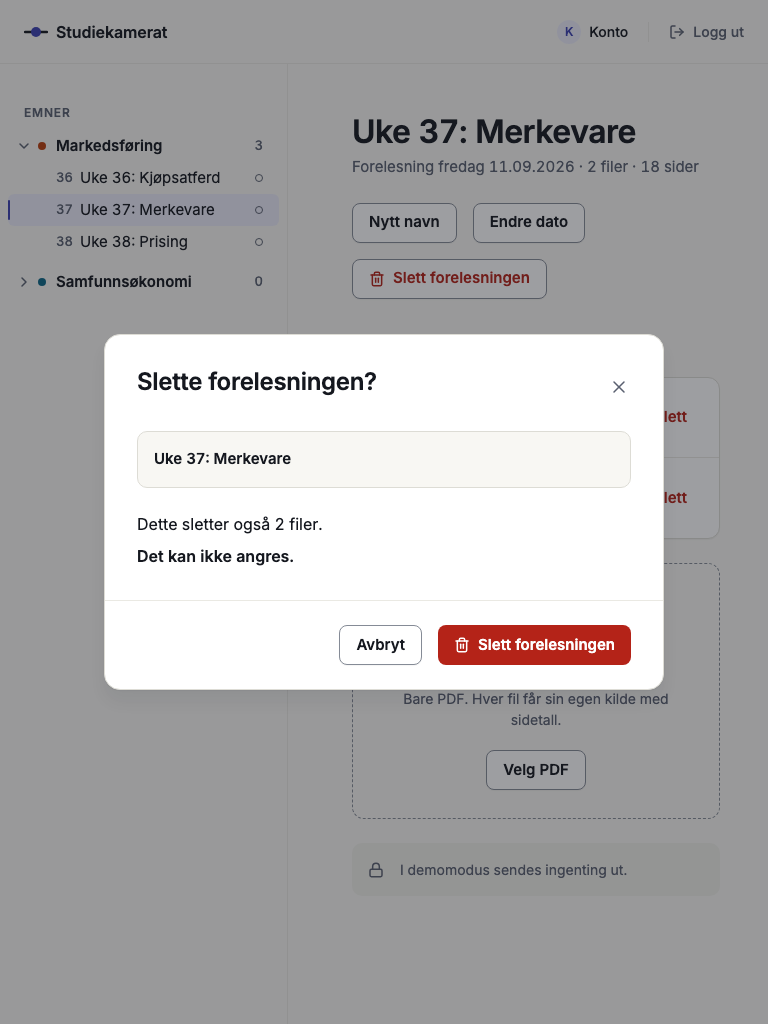 Studiekamerat
K Konto
Logg ut
EMNER
Markedsføring 3
36 Uke 36: Kjøpsatferd
37 Uke 37: Merkevare
38 Uke 38: Prising
Samfunnsøkonomi 0
Uke 37: Merkevare
Forelesning fredag 11.09.2026 · 2 filer · 18 sider
Nytt navn
Endre dato
Slett forelesningen
Slette forelesningen?
Uke 37: Merkevare
Dette sletter også 2 filer.
Det kan ikke angres.
Avbryt
Slett forelesningen
Bare PDF. Hver fil får sin egen kilde med
sidetall.
Velg PDF
I demomodus sendes ingenting ut.